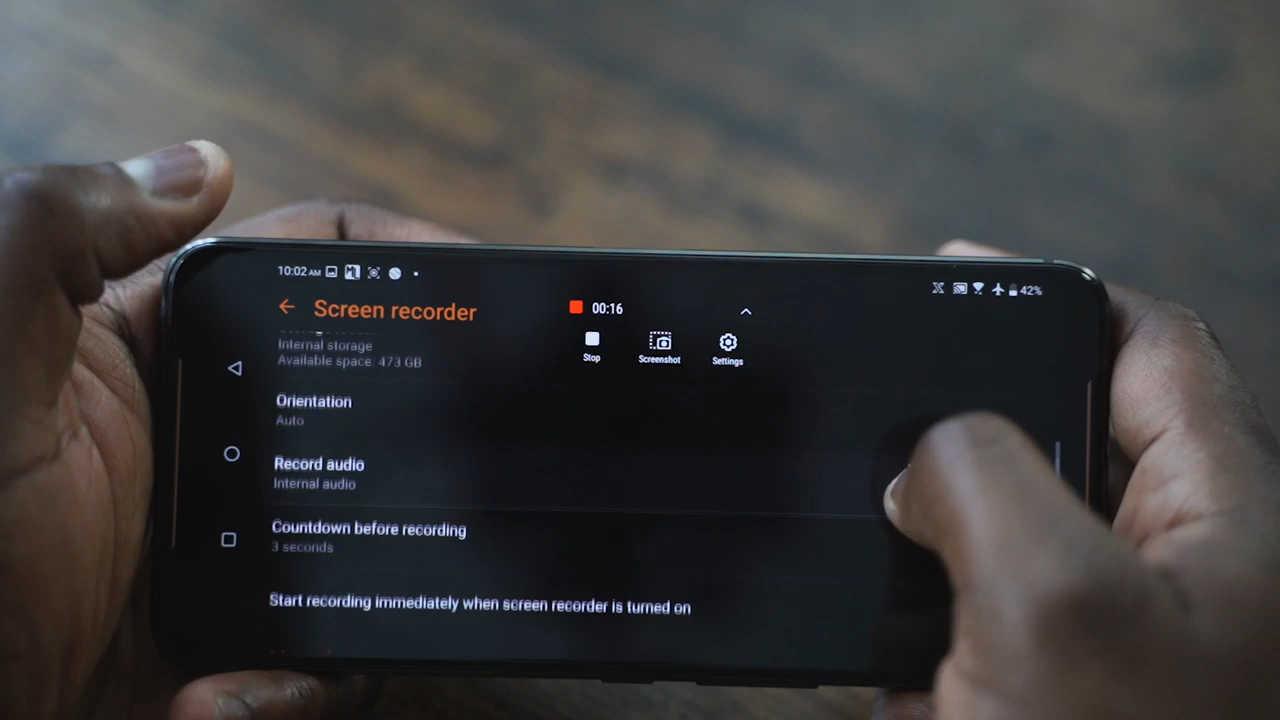 10:02 AM
42%
Screen recorder
00:16
Stop
Screenshot
Settings
Internal storage
Available space: 473 GB
Orientation
Auto
Record audio
Internal audio
Countdown before recording
3 seconds
Start recording immediately when screen recorder is turned on